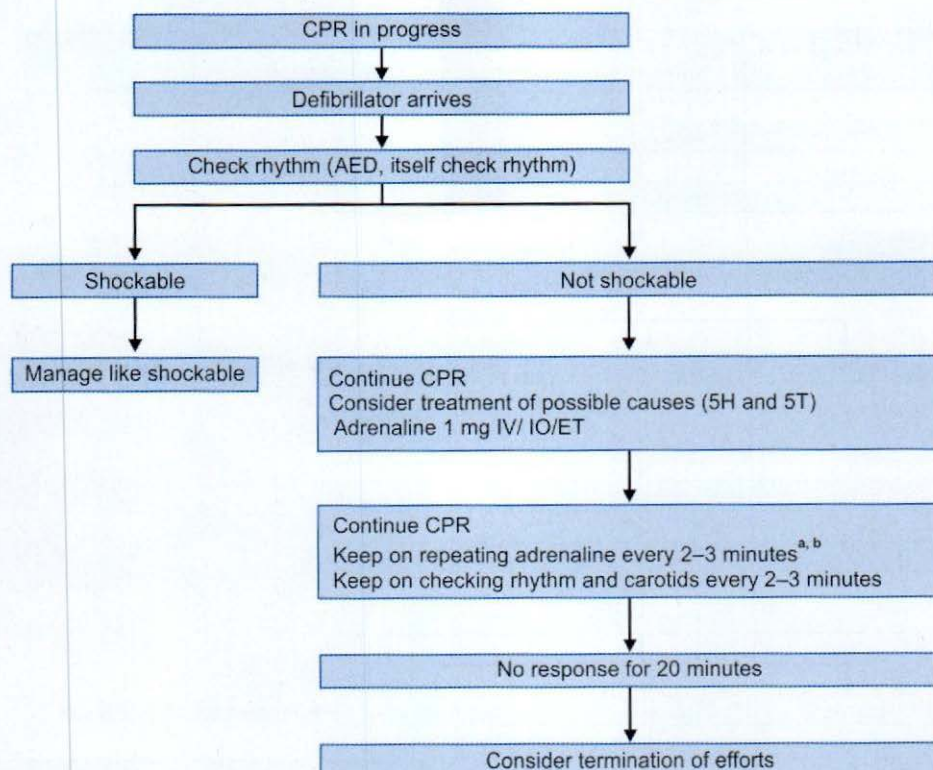 CPR in progress
Defibrillator arrives
Check rhythm (AED, itself check rhythm)
Shockable
Not shockable
Manage like shockable
Continue CPR
Consider treatment of possible causes (5H and 5T)
Adrenaline 1 mg IV/ IO/ET
Continue CPR
Keep on repeating adrenaline every 2–3 minutes a, b
Keep on checking rhythm and carotids every 2–3 minutes
No response for 20 minutes
Consider termination of efforts